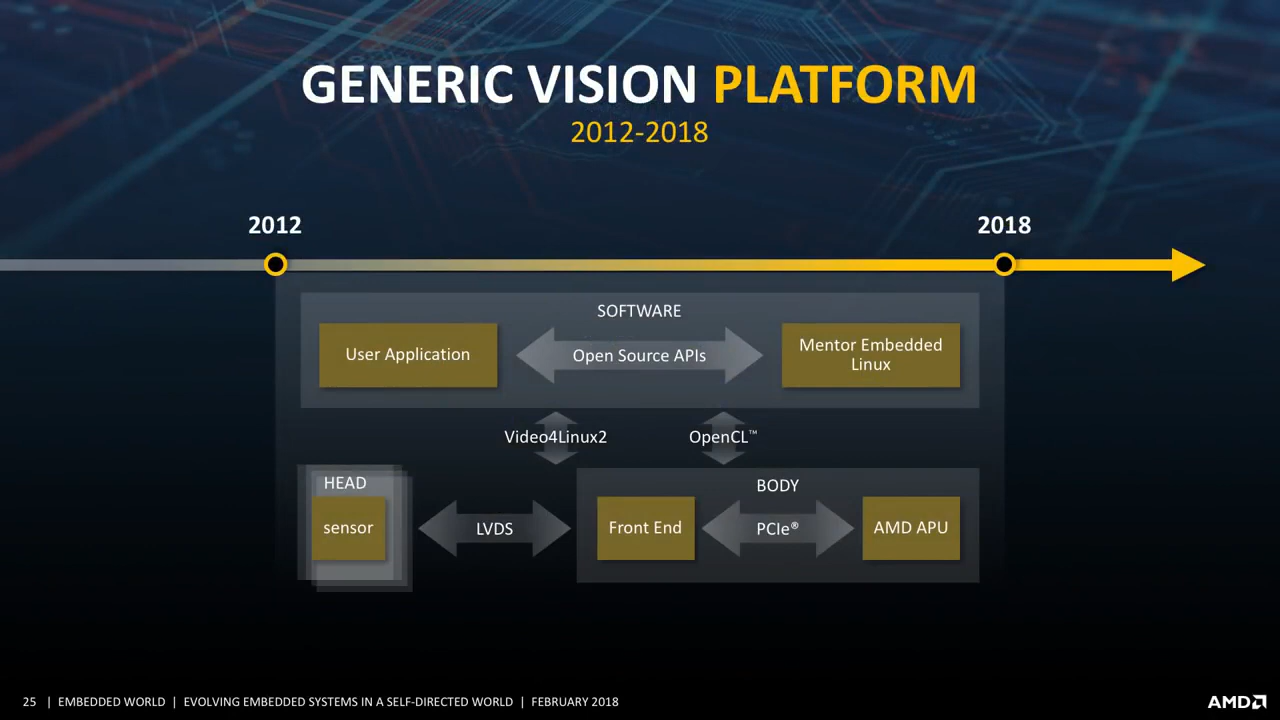 GENERIC VISION PLATFORM
2012-2018
2012
2018
SOFTWARE
User Application
Open Source APIs
Mentor Embedded
Linux
Video4Linux2
OpenCL™
HEAD
sensor
LVDS
BODY
Front End
PCIe®
AMD APU
25 | EMBEDDED WORLD | EVOLVING EMBEDDED SYSTEMS IN A SELF-DIRECTED WORLD | FEBRUARY 2018
AMD